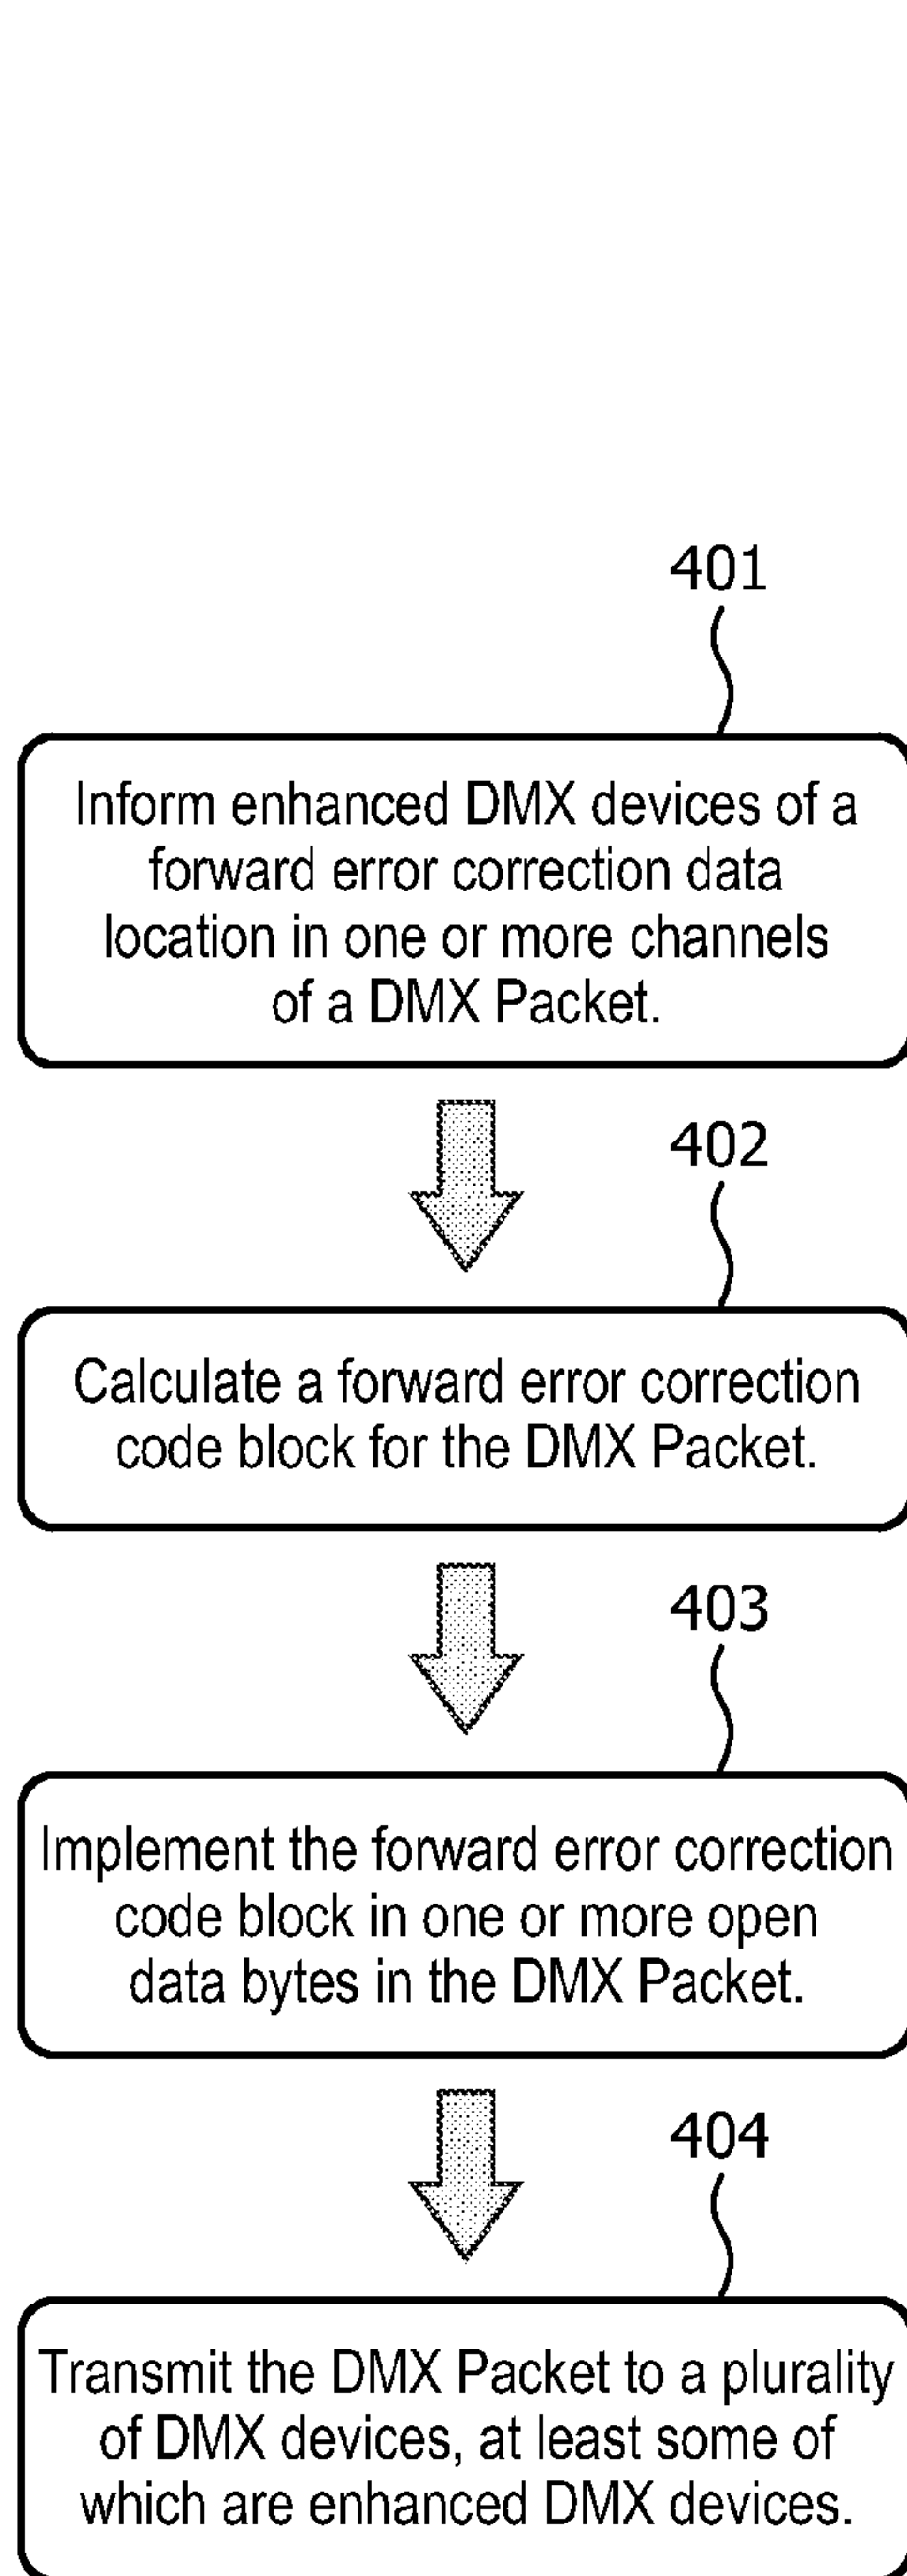 401
Inform enhanced DMX devices of a
forward error correction data
location in one or more channels
of a DMX Packet.
402
Calculate a forward error correction
code block for the DMX Packet.
403
Implement the forward error correction
code block in one or more open
data bytes in the DMX Packet.
404
Transmit the DMX Packet to a plurality
of DMX devices, at least some of
which are enhanced DMX devices.